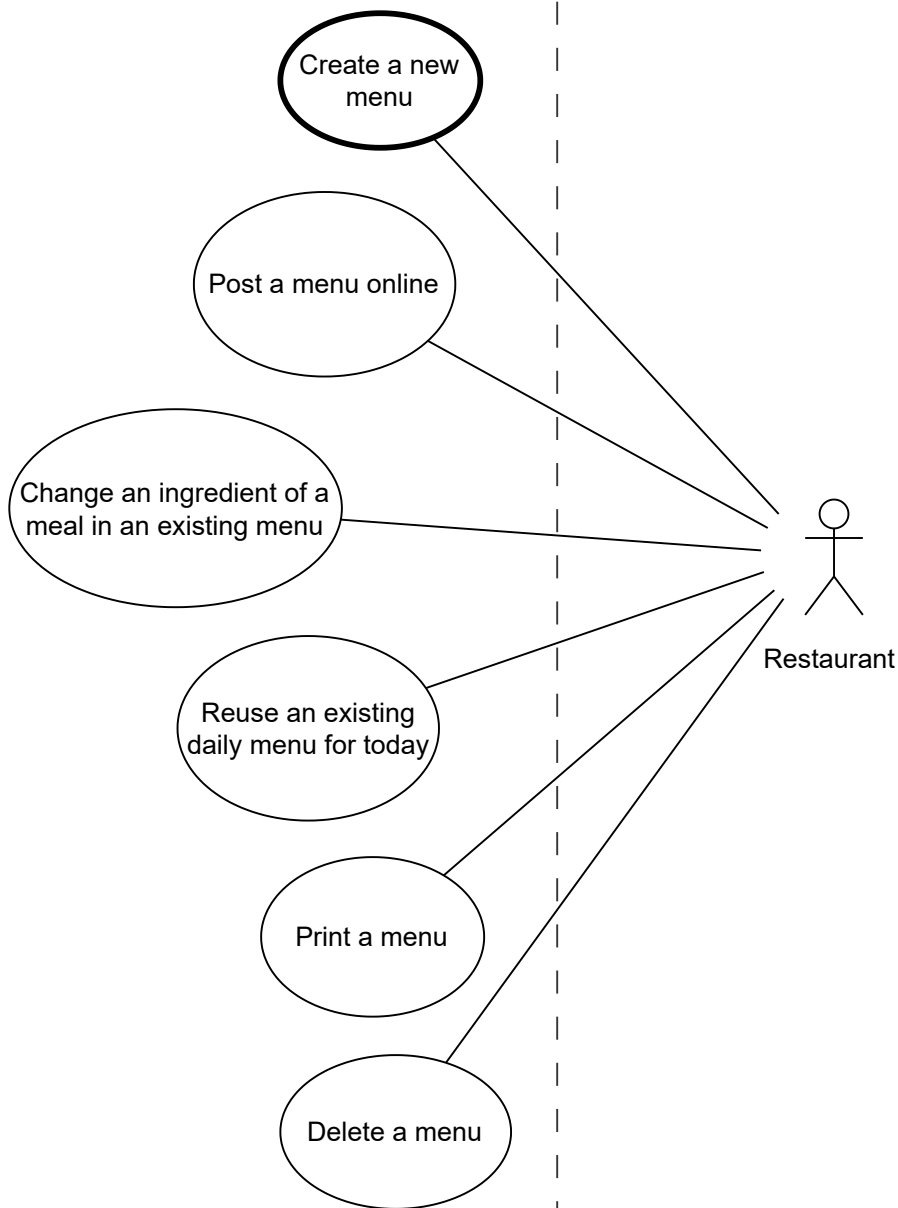 Create a new
menu
Post a menu online
Change an ingredient of a
meal in an existing menu
Restaurant
Reuse an existing
daily menu for today
Print a menu
Delete a menu